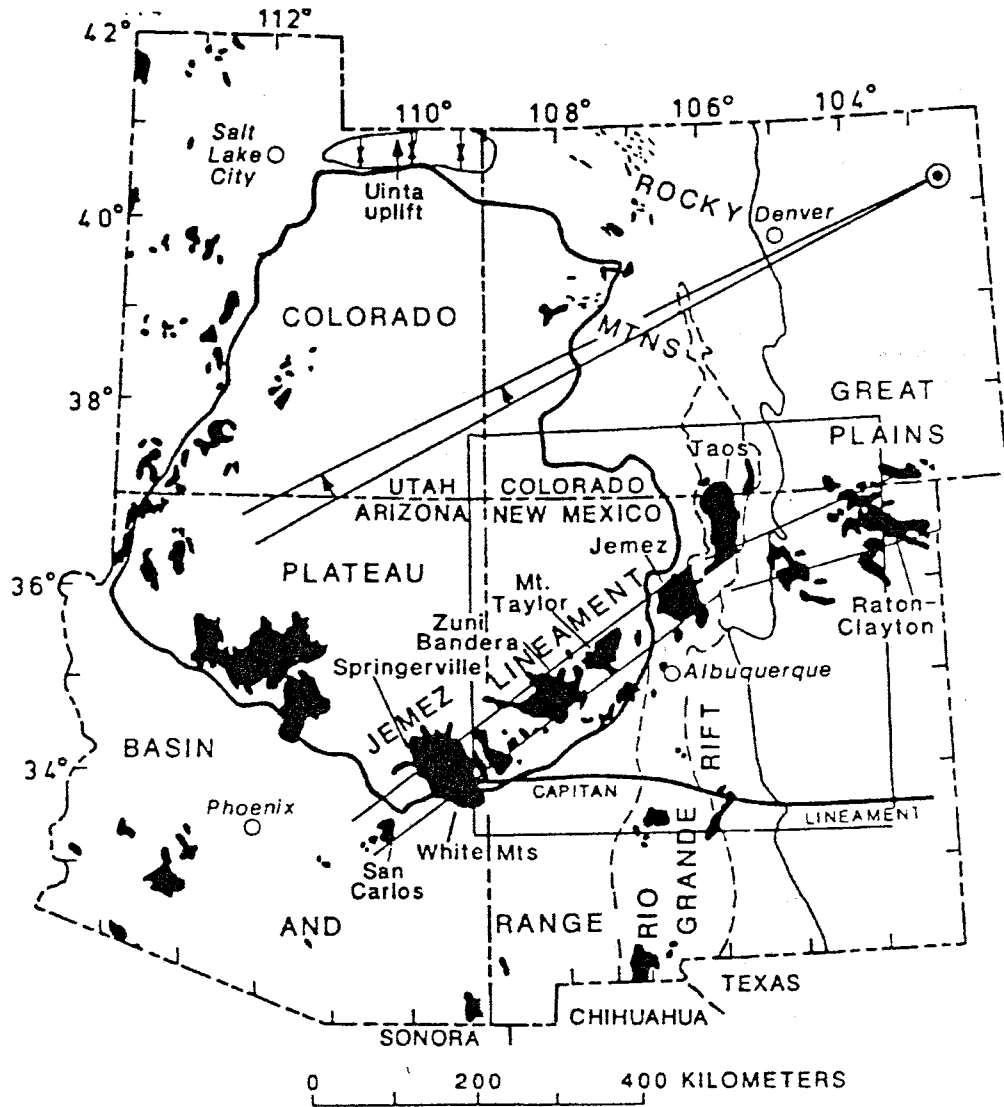 112°
42°
110°
108°
106°
104°
Salt
Lake
City
Uinta
uplift
ROCKY
Denver
40°
COLORADO
MTNS
38°
GREAT
PLAINS
Taos
UTAH COLORADO
ARIZONA NEW MEXICO
Jemez
36°
PLATEAU
Mt.
Taylor
Zuni
Bandera
Springerville
Raton-
Clayton
JEMEZ LINEAMENT
Albuquerque
BASIN
34°
CAPITAN
LINEAMENT
Phoenix
White Mts
San
Carlos
RIO GRANDE RIFT
AND RANGE
TEXAS
CHIHUAHUA
SONORA
0 200 400 KILOMETERS